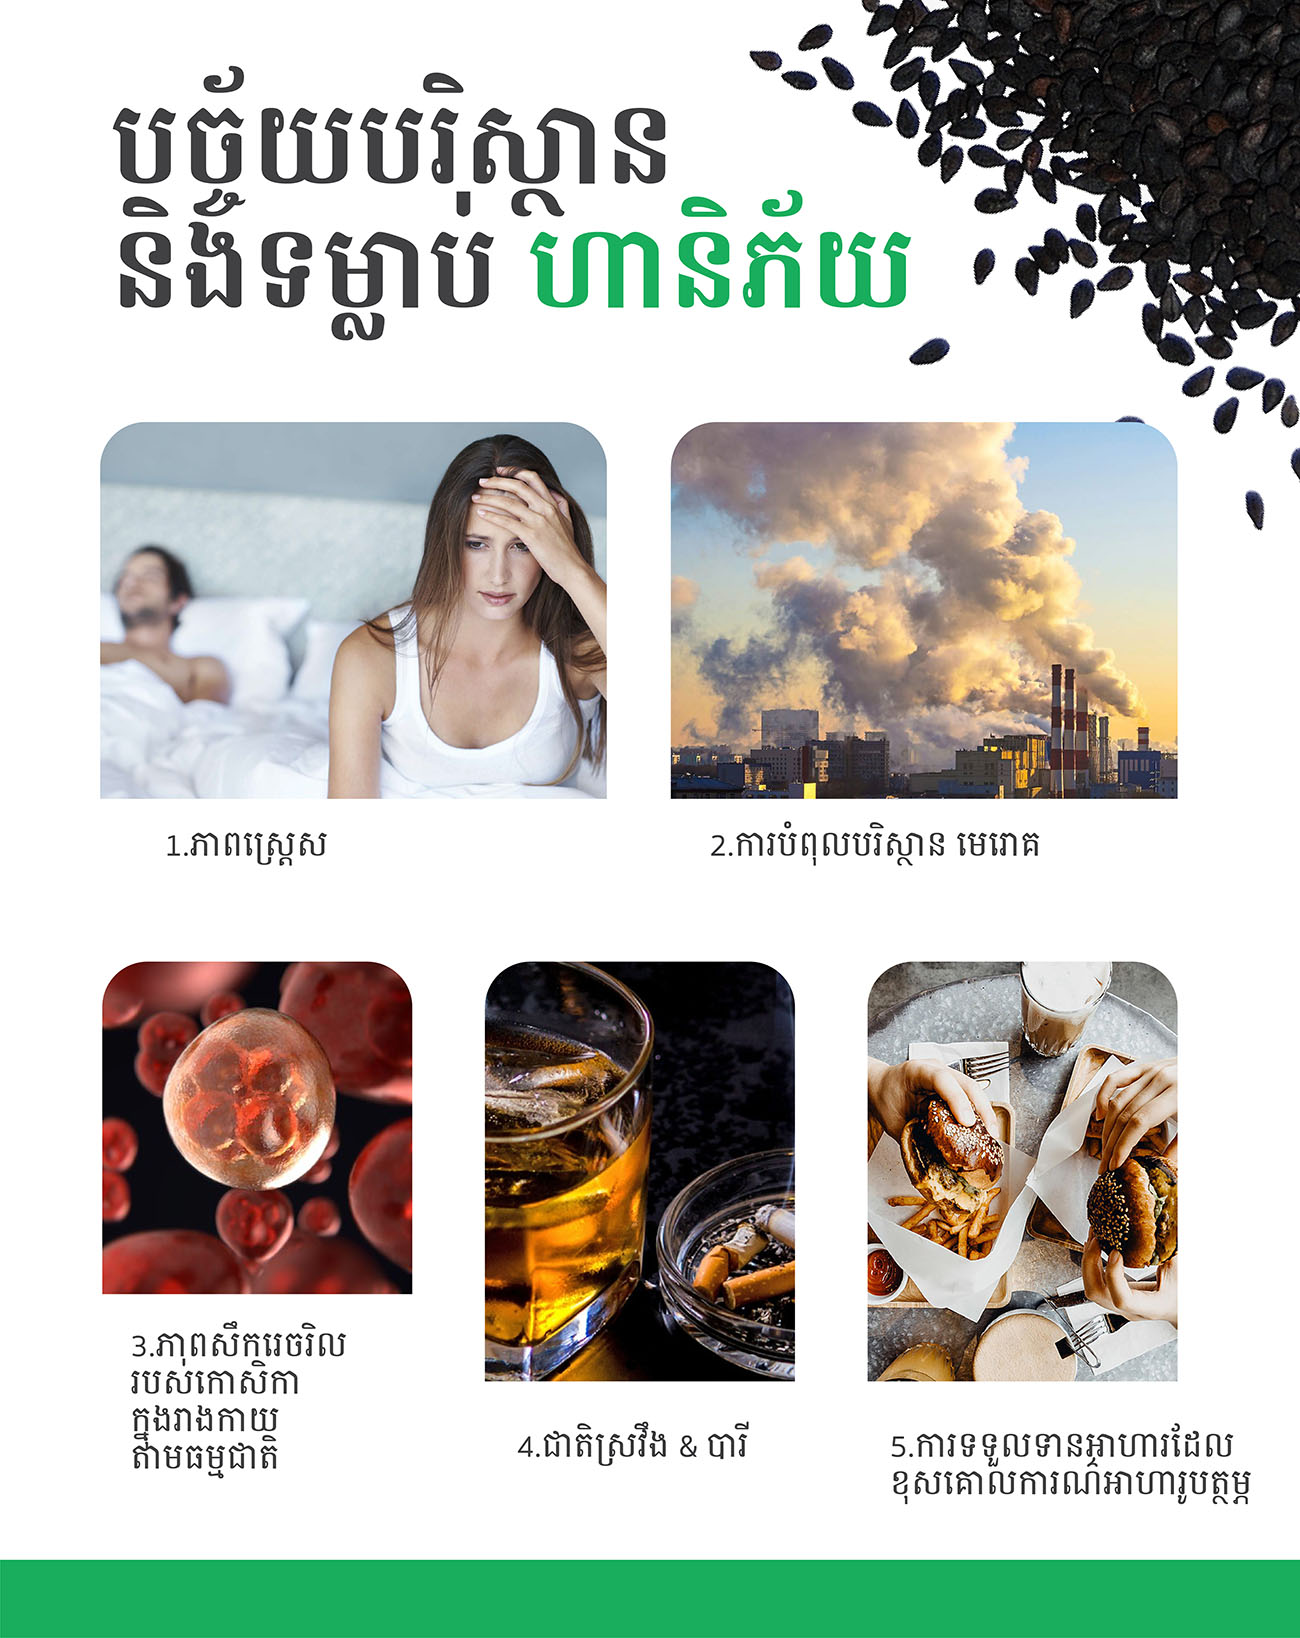 បច្ច័យបរិស្ថាន
និងទម្លាប់ ហានិភ័យ
1.ភាពស្ត្រេស
2.ការបំពុលបរិស្ថាន មេរោគ
3.ភាពសឹករេចរិល
របស់កោសិកា
ក្នុងរាងកាយ
តាមធម្មជាតិ
4.ជាតិស្រវឹង & បារី
5.ការទទួលទានអាហារដែល
ខុសគោលការណ៍អាហារូបត្ថម្ភ